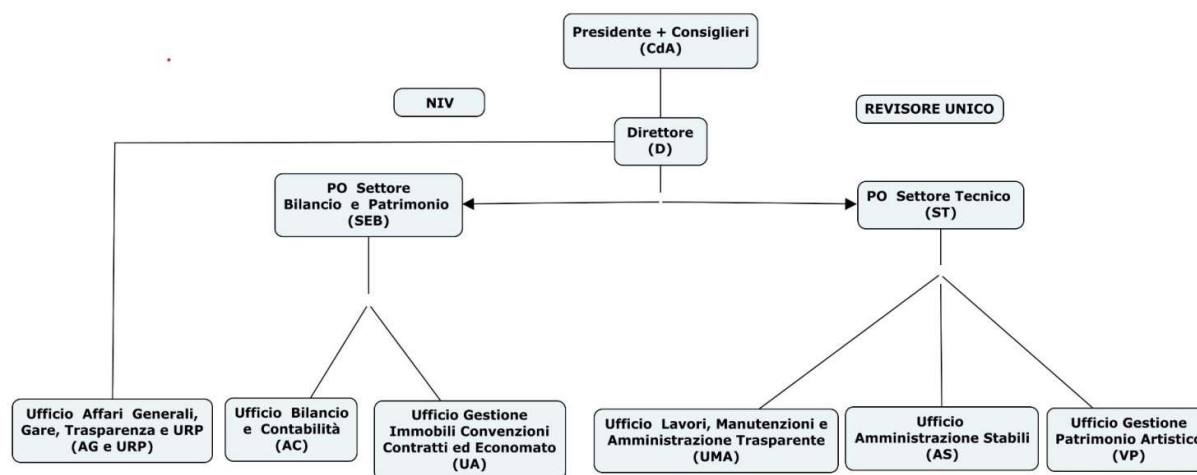 Presidente + Consiglieri
(CdA)
NIV
REVISORE UNICO
Direttore
(D)
PO Settore
Bilancio e Patrimonio
(SEB)
PO Settore Tecnico
(ST)
Ufficio Affari Generali,
Gare, Trasparenza e URP
(AG e URP)
Ufficio Bilancio
e Contabilità
(AC)
Ufficio Gestione
Immobili Convenzioni
Contratti ed Economato
(UA)
Ufficio Lavori, Manutenzioni e
Amministrazione Trasparente
(UMA)
Ufficio
Amministrazione Stabili
(AS)
Ufficio Gestione
Patrimonio Artistico
(VP)